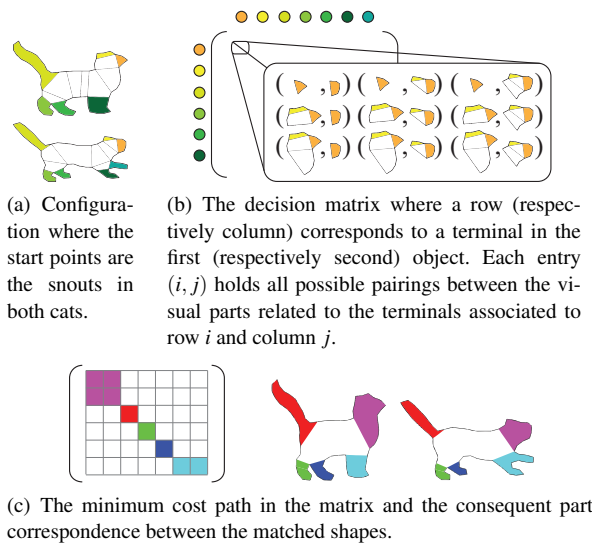 ( , ) ( , ) ( , )
( , ) ( , ) ( , )
( , ) ( , ) ( , )
(a) Configura-
tion where the
start points are
the snouts in
both cats.
(b) The decision matrix where a row (respec-
tively column) corresponds to a terminal in the
first (respectively second) object. Each entry
(i, j) holds all possible pairings between the vi-
sual parts related to the terminals associated to
row i and column j.
(c) The minimum cost path in the matrix and the consequent part
correspondence between the matched shapes.